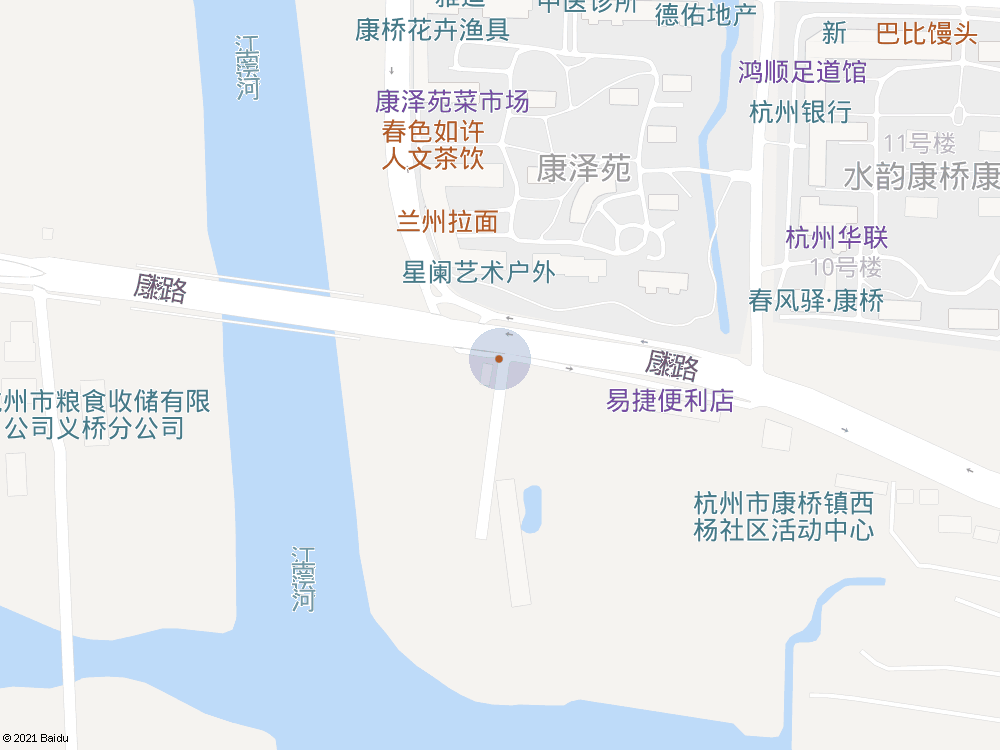 中医诊所
德佑地产
康桥花卉渔具
新
巴比馒头
江南运河
鸿顺足道馆
康泽苑菜市场
杭州银行
春色如许
人文茶饮
11号楼
康泽苑
水韵康桥康
兰州拉面
杭州华联
10号楼
星阑艺术户外
康桥路
春风驿·康桥
康桥路
州市粮食收储有限
公司义桥分公司
易捷便利店
杭州市康桥镇西
杨社区活动中心
江南运河
© 2021 Baidu